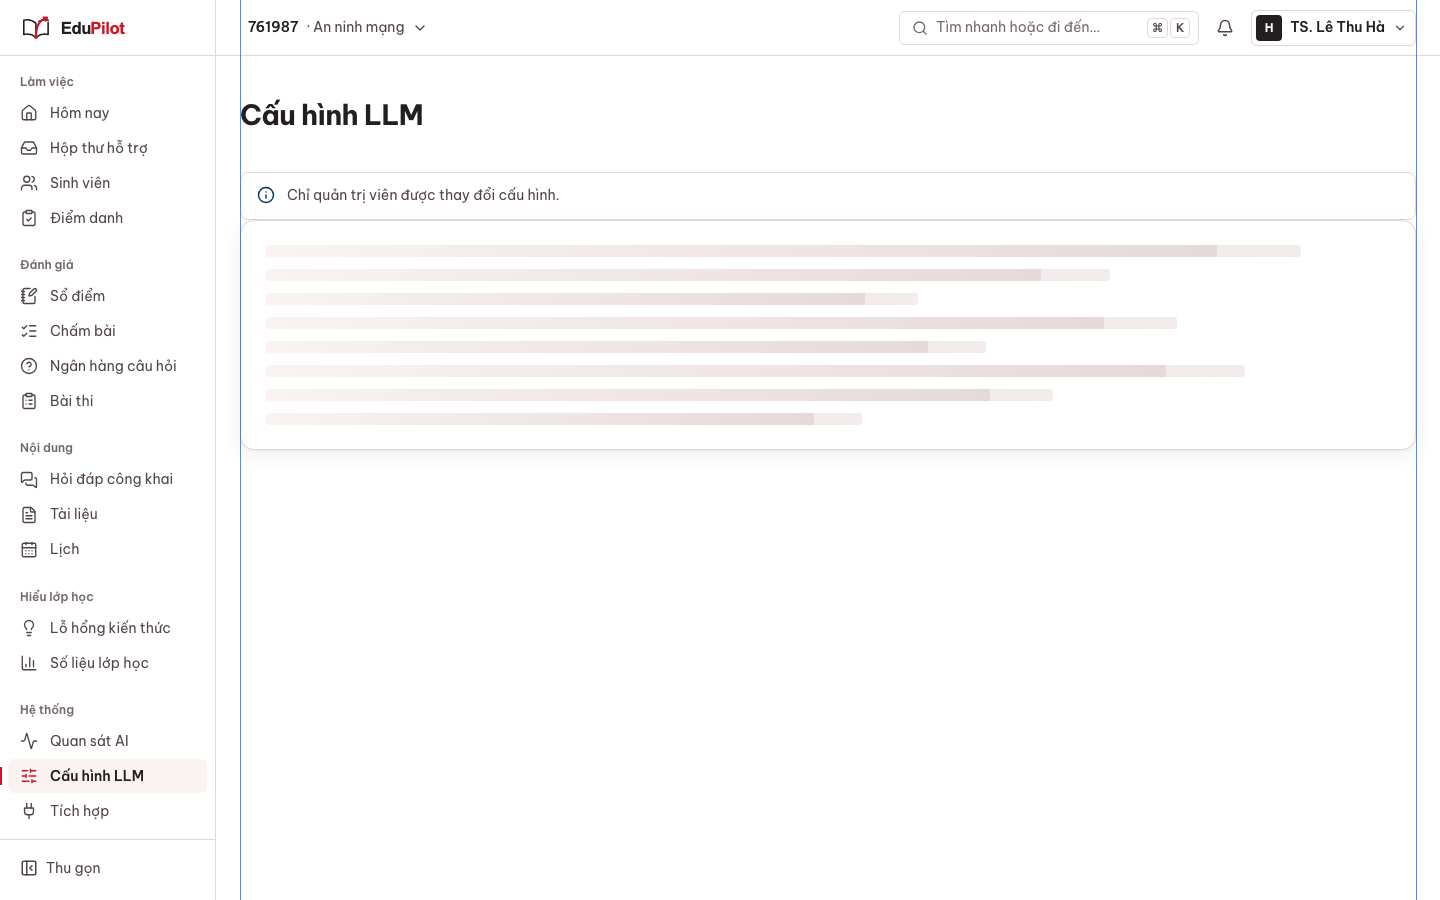 EduPilot
761987 · An ninh mạng
Tìm nhanh hoặc đi đến...
⌘ K
H
TS. Lê Thu Hà
Làm việc
Hôm nay
Hộp thư hỗ trợ
Sinh viên
Điểm danh
Đánh giá
Sổ điểm
Chấm bài
Ngân hàng câu hỏi
Bài thi
Nội dung
Hỏi đáp công khai
Tài liệu
Lịch
Hiểu lớp học
Lỗ hổng kiến thức
Số liệu lớp học
Hệ thống
Quan sát AI
Cấu hình LLM
Tích hợp
Thu gọn
Cấu hình LLM
Chỉ quản trị viên được thay đổi cấu hình.